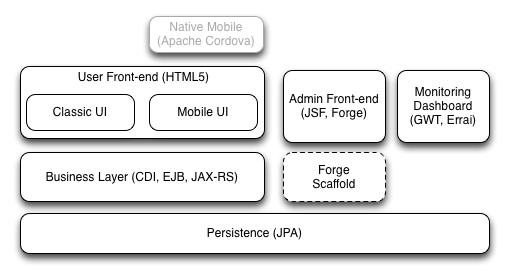 Native Mobile
(Apache Cordova)
User Front-end (HTML5)
Classic UI
Mobile UI
Admin Front-end
(JSF, Forge)
Monitoring
Dashboard
(GWT, Errai)
Business Layer (CDI, EJB, JAX-RS)
Forge
Scaffold
Persistence (JPA)